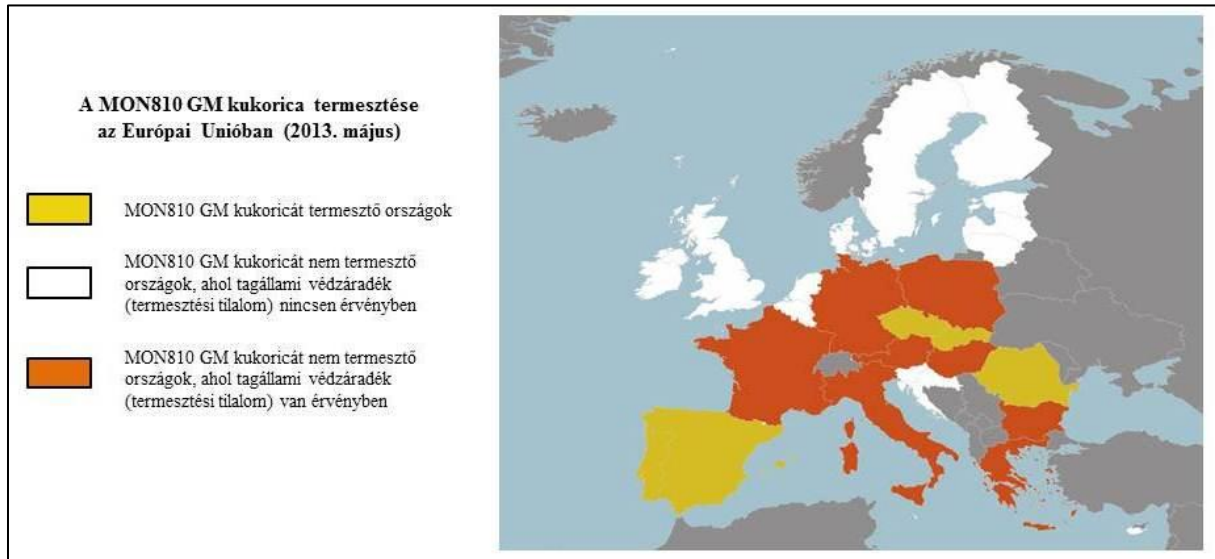 A MON810 GM kukorica termesztése
az Európai Unióban (2013. május)
MON810 GM kukoricát termesztő országok
MON810 GM kukoricát nem termesztő
országok, ahol tagállami védzáradék
(termesztési tilalom) nincsen érvényben
MON810 GM kukoricát nem termesztő
országok, ahol tagállami védzáradék
(termesztési tilalom) van érvényben